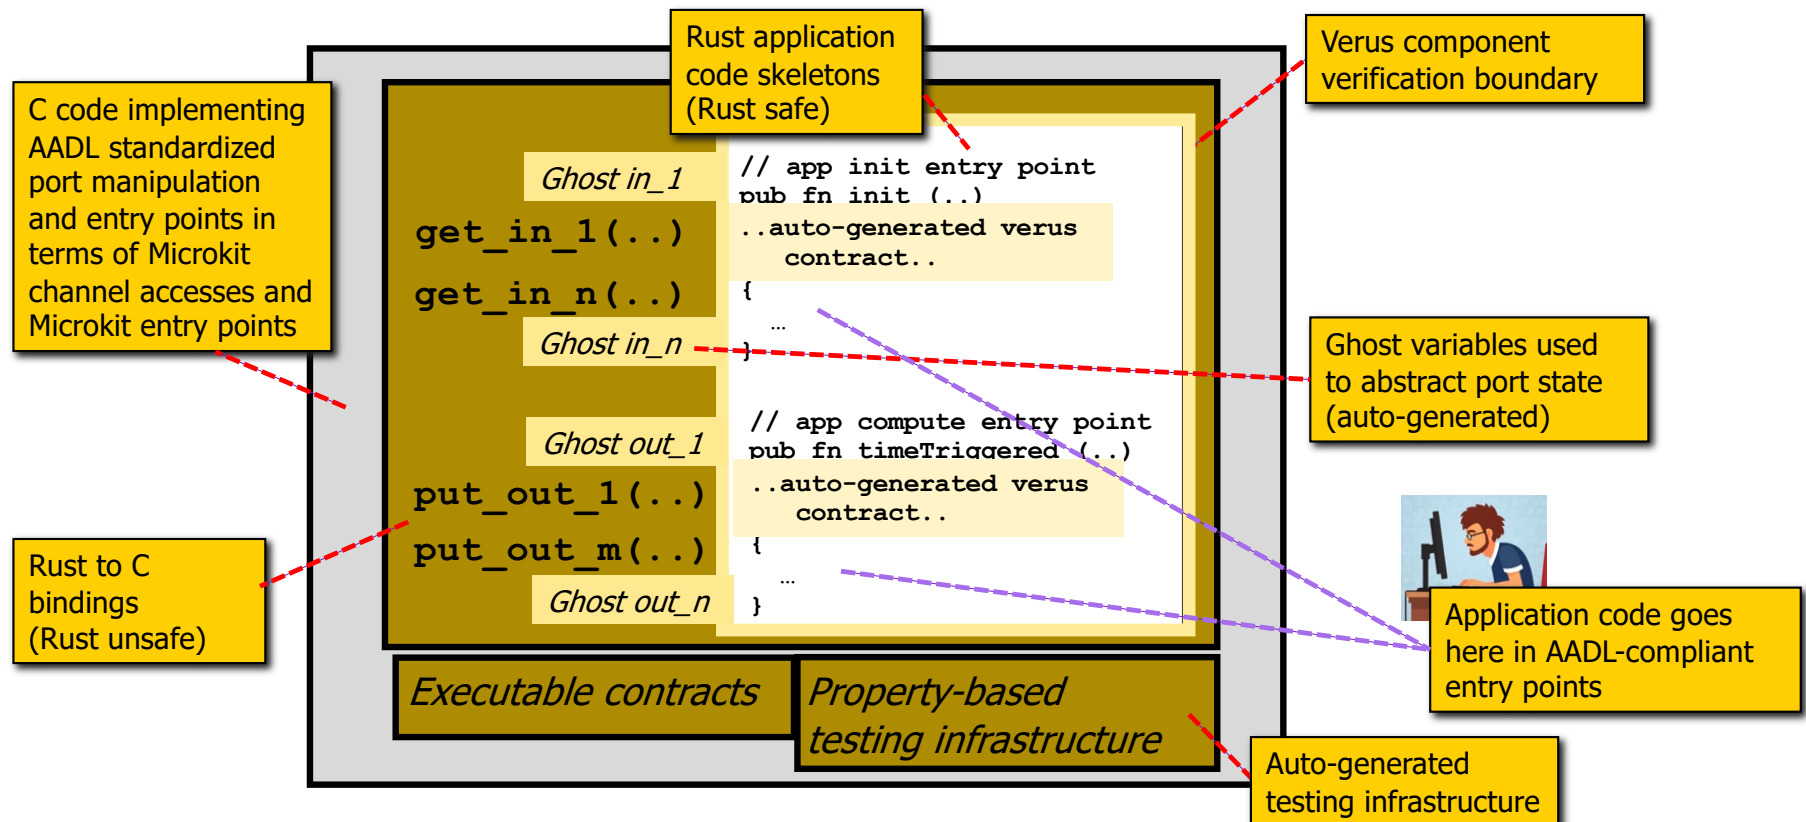 Rust application
code skeletons
(Rust safe)
Verus component
verification boundary
C code implementing
AADL standardized
port manipulation
and entry points in
terms of Microkit
channel accesses and
Microkit entry points
Ghost in_1
get_in_1(..)
get_in_n(..)
Ghost in_n
// app init entry point
pub fn init (..)
..auto-generated verus
contract..
{
…
}
Ghost variables used
to abstract port state
(auto-generated)
Ghost out_1
put_out_1(..)
put_out_m(..)
Ghost out_n
// app compute entry point
pub fn timeTriggered (..)
..auto-generated verus
contract..
{
…
}
Rust to C
bindings
(Rust unsafe)
Application code goes
here in AADL-compliant
entry points
Executable contracts
Property-based
testing infrastructure
Auto-generated
testing infrastructure